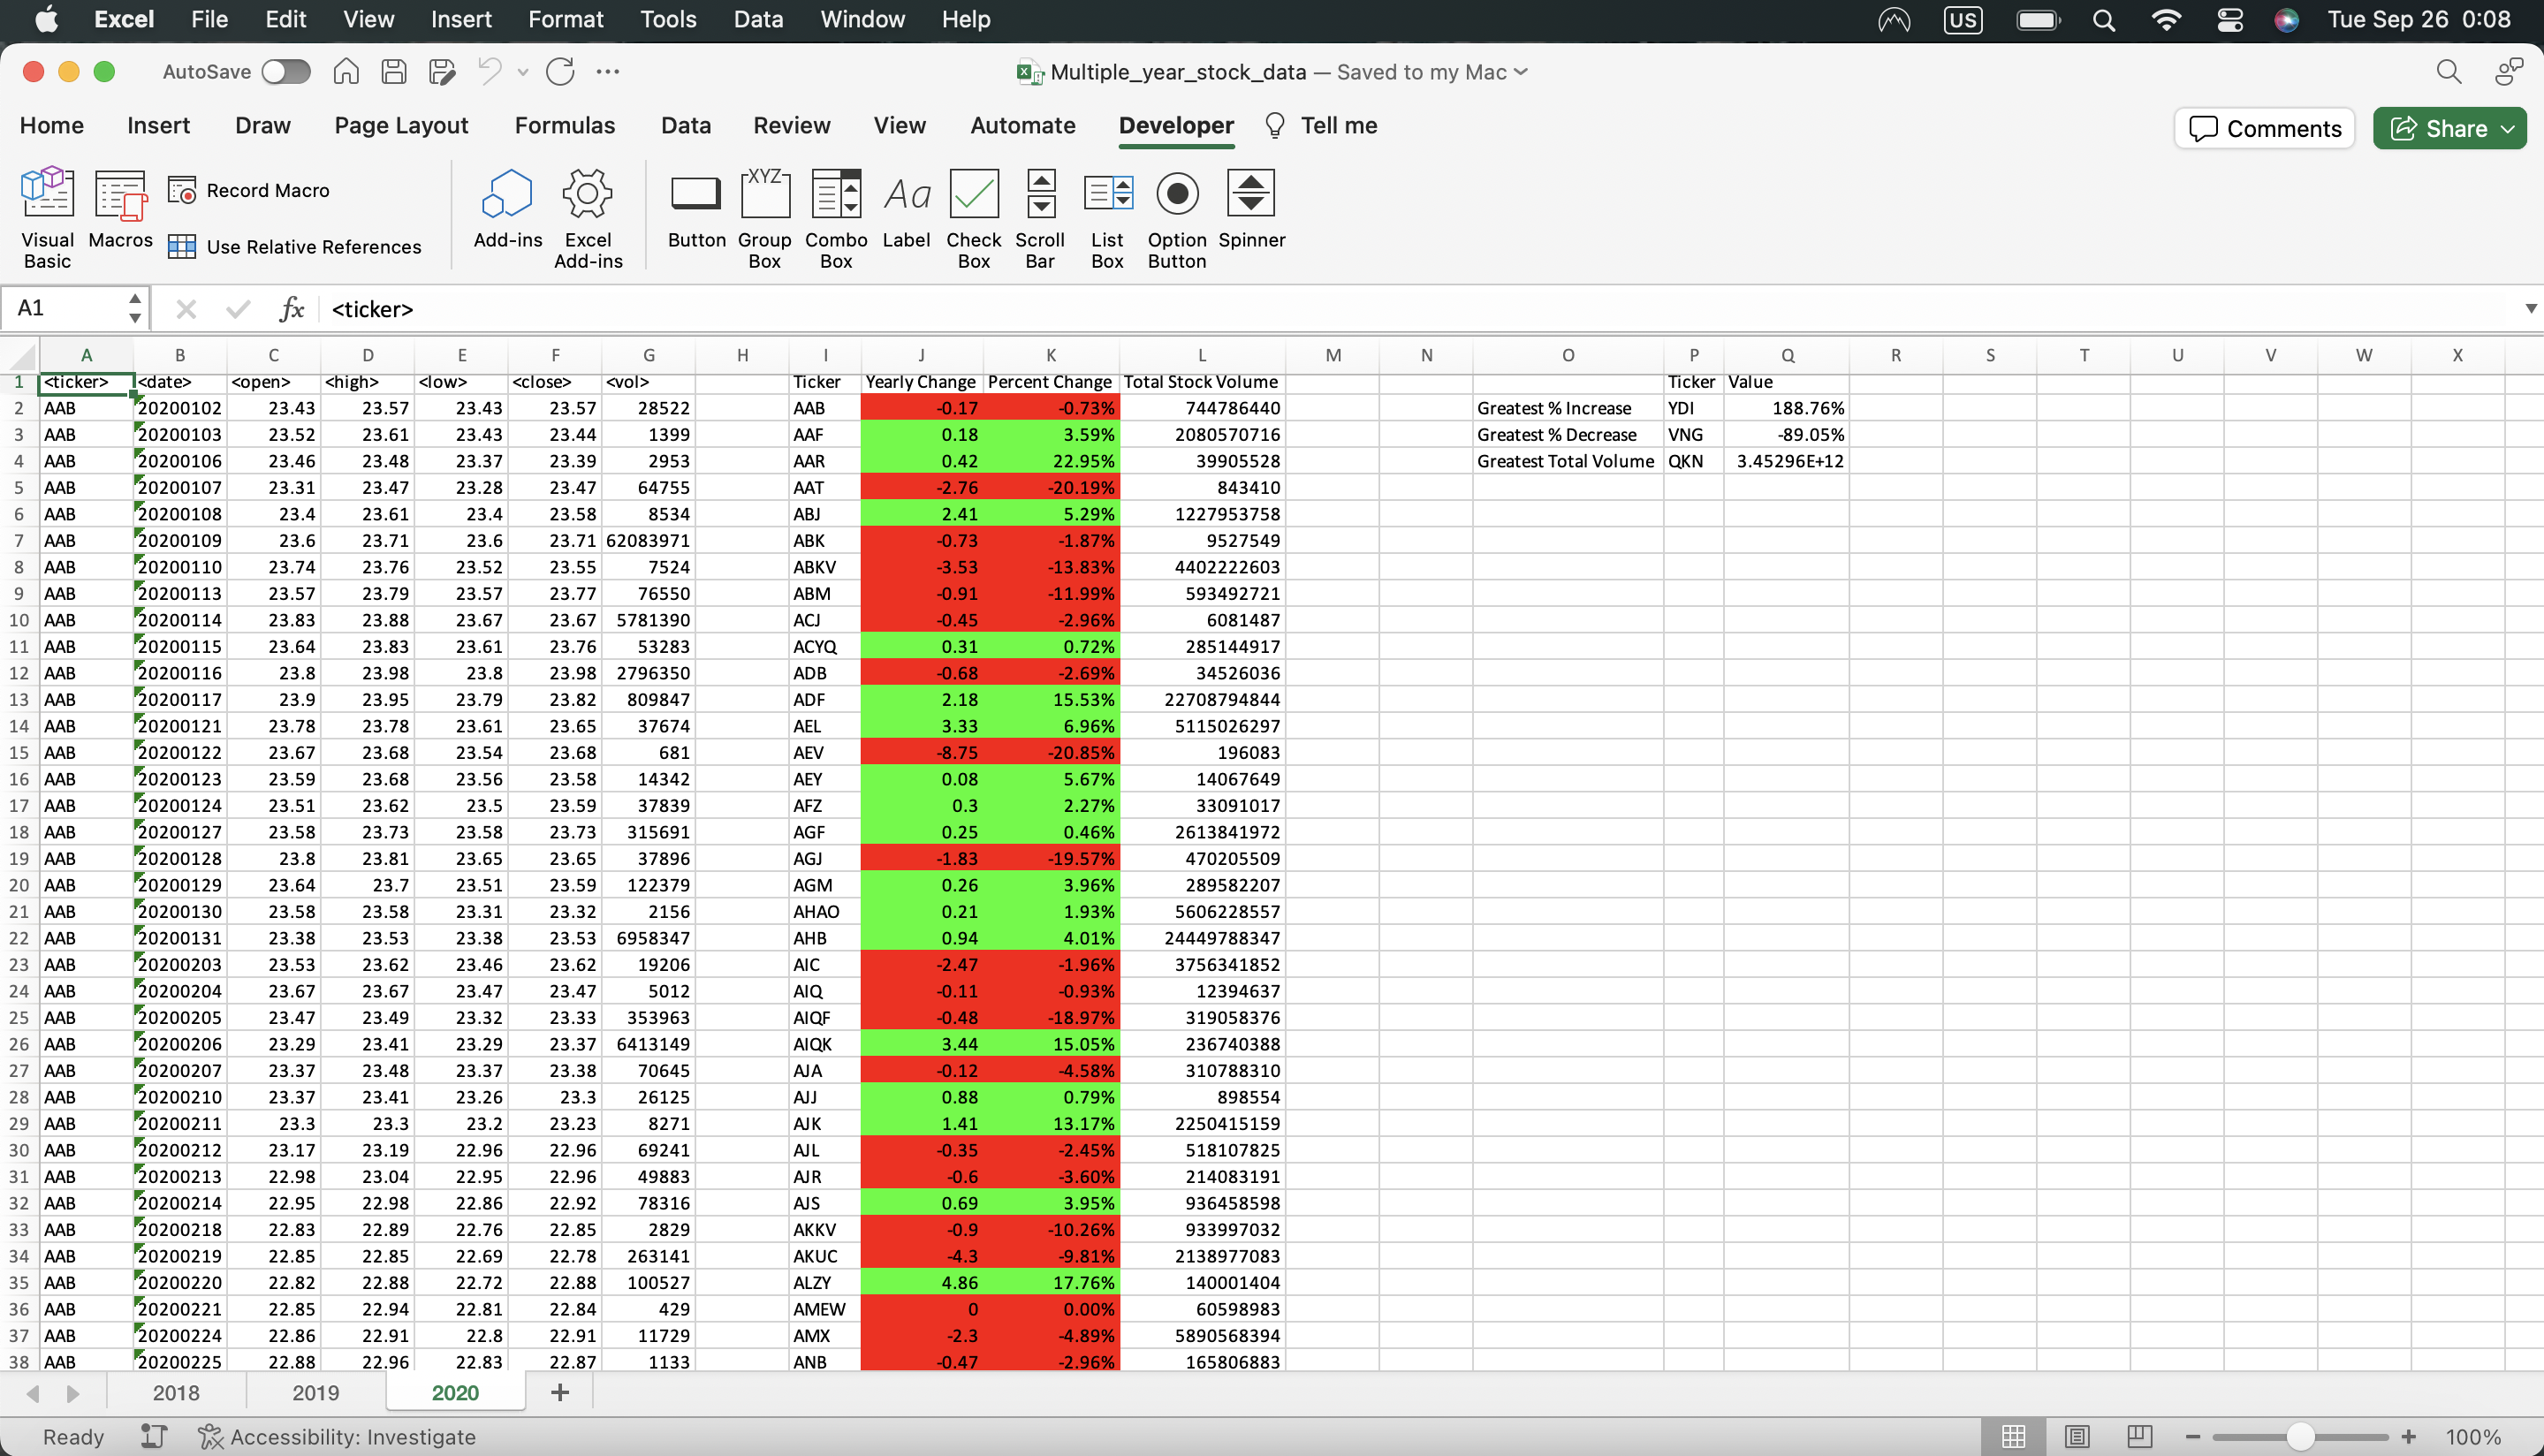 Excel File Edit View Insert Format Tools Data Window Help US Tue Sep 26 0:08
AutoSave Multiple_year_stock_data — Saved to my Mac
Home Insert Draw Page Layout Formulas Data Review View Automate Developer Tell me Comments Share
Record Macro XYZ Aa
Visual Basic Macros Use Relative References Add-ins Excel Add-ins Button Group Box Combo Box Label Check Box Scroll Bar List Box Option Button Spinner
A1 fx <ticker>
A B C D E F G H I J K L M N O P Q R S T U V W X
1 <ticker> <date> <open> <high> <low> <close> <vol> Ticker Yearly Change Percent Change Total Stock Volume Ticker Value
2 AAB 20200102 23.43 23.57 23.43 23.57 28522 AAB -0.17 -0.73% 744786440 Greatest % Increase YDI 188.76%
3 AAB 20200103 23.52 23.61 23.43 23.44 1399 AAF 0.18 3.59% 2080570716 Greatest % Decrease VNG -89.05%
4 AAB 20200106 23.46 23.48 23.37 23.39 2953 AAR 0.42 22.95% 39905528 Greatest Total Volume QKN 3.45296E+12
5 AAB 20200107 23.31 23.47 23.28 23.47 64755 AAT -2.76 -20.19% 843410
6 AAB 20200108 23.4 23.61 23.4 23.58 8534 ABJ 2.41 5.29% 1227953758
7 AAB 20200109 23.6 23.71 23.6 23.71 62083971 ABK -0.73 -1.87% 9527549
8 AAB 20200110 23.74 23.76 23.52 23.55 7524 ABKV -3.53 -13.83% 4402222603
9 AAB 20200113 23.57 23.79 23.57 23.77 76550 ABM -0.91 -11.99% 593492721
10 AAB 20200114 23.83 23.88 23.67 23.67 5781390 ACJ -0.45 -2.96% 6081487
11 AAB 20200115 23.64 23.83 23.61 23.76 53283 ACYQ 0.31 0.72% 285144917
12 AAB 20200116 23.8 23.98 23.8 23.98 2796350 ADB -0.68 -2.69% 34526036
13 AAB 20200117 23.9 23.95 23.79 23.82 809847 ADF 2.18 15.53% 22708794844
14 AAB 20200121 23.78 23.78 23.61 23.65 37674 AEL 3.33 6.96% 5115026297
15 AAB 20200122 23.67 23.68 23.54 23.68 681 AEV -8.75 -20.85% 196083
16 AAB 20200123 23.59 23.68 23.56 23.58 14342 AEY 0.08 5.67% 14067649
17 AAB 20200124 23.51 23.62 23.5 23.59 37839 AFZ 0.3 2.27% 33091017
18 AAB 20200127 23.58 23.73 23.58 23.73 315691 AGF 0.25 0.46% 2613841972
19 AAB 20200128 23.8 23.81 23.65 23.65 37896 AGJ -1.83 -19.57% 470205509
20 AAB 20200129 23.64 23.7 23.51 23.59 122379 AGM 0.26 3.96% 289582207
21 AAB 20200130 23.58 23.58 23.31 23.32 2156 AHAO 0.21 1.93% 5606228557
22 AAB 20200131 23.38 23.53 23.38 23.53 6958347 AHB 0.94 4.01% 24449788347
23 AAB 20200203 23.53 23.62 23.46 23.62 19206 AIC -2.47 -1.96% 3756341852
24 AAB 20200204 23.67 23.67 23.47 23.47 5012 AIQ -0.11 -0.93% 12394637
25 AAB 20200205 23.47 23.49 23.32 23.33 353963 AIQF -0.48 -18.97% 319058376
26 AAB 20200206 23.29 23.41 23.29 23.37 6413149 AIQK 3.44 15.05% 236740388
27 AAB 20200207 23.37 23.48 23.37 23.38 70645 AJA -0.12 -4.58% 310788310
28 AAB 20200210 23.37 23.41 23.26 23.3 26125 AJJ 0.88 0.79% 898554
29 AAB 20200211 23.3 23.3 23.2 23.23 8271 AJK 1.41 13.17% 2250415159
30 AAB 20200212 23.17 23.19 22.96 22.96 69241 AJL -0.35 -2.45% 518107825
31 AAB 20200213 22.98 23.04 22.95 22.96 49883 AJR -0.6 -3.60% 214083191
32 AAB 20200214 22.95 22.98 22.86 22.92 78316 AJS 0.69 3.95% 936458598
33 AAB 20200218 22.83 22.89 22.76 22.85 2829 AKKV -0.9 -10.26% 933997032
34 AAB 20200219 22.85 22.85 22.69 22.78 263141 AKUC -4.3 -9.81% 2138977083
35 AAB 20200220 22.82 22.88 22.72 22.88 100527 ALZY 4.86 17.76% 140001404
36 AAB 20200221 22.85 22.94 22.81 22.84 429 AMEW 0 0.00% 60598983
37 AAB 20200224 22.86 22.91 22.8 22.91 11729 AMX -2.3 -4.89% 5890568394
38 AAB 20200225 22.88 22.96 22.83 22.87 1133 ANB -0.47 -2.96% 165806883
2018 2019 2020 +
Ready Accessibility: Investigate 100%